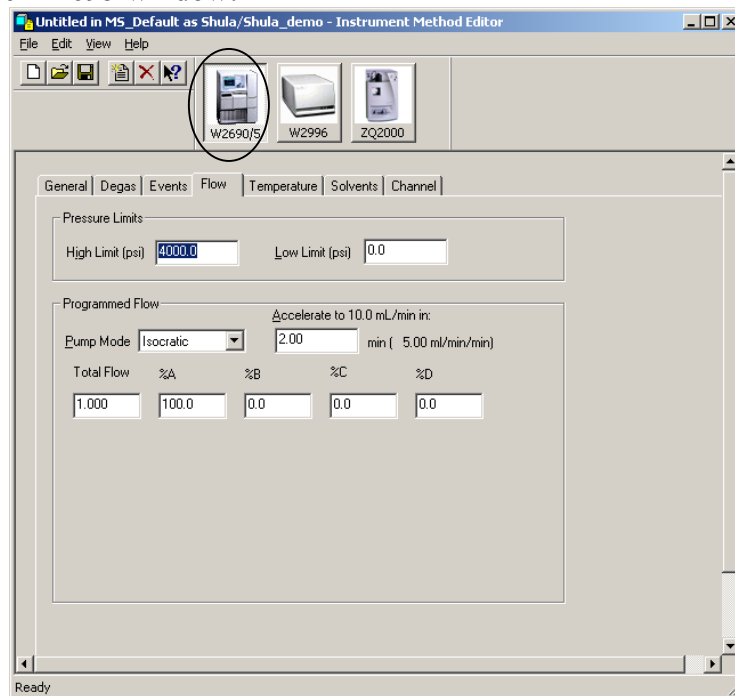 Untitled in MS_Default as Shula/Shula_demo - Instrument Method Editor
File Edit View Help
W2690/5 W2996 ZQ2000
General Degas Events Flow Temperature Solvents Channel
Pressure Limits
High Limit (psi) 4000.0 Low Limit (psi) 0.0
Programmed Flow
Accelerate to 10.0 mL/min in:
Pump Mode Isocratic 2.00 min ( 5.00 ml/min/min)
Total Flow %A %B %C %D
1.000 100.0 0.0 0.0 0.0
Ready